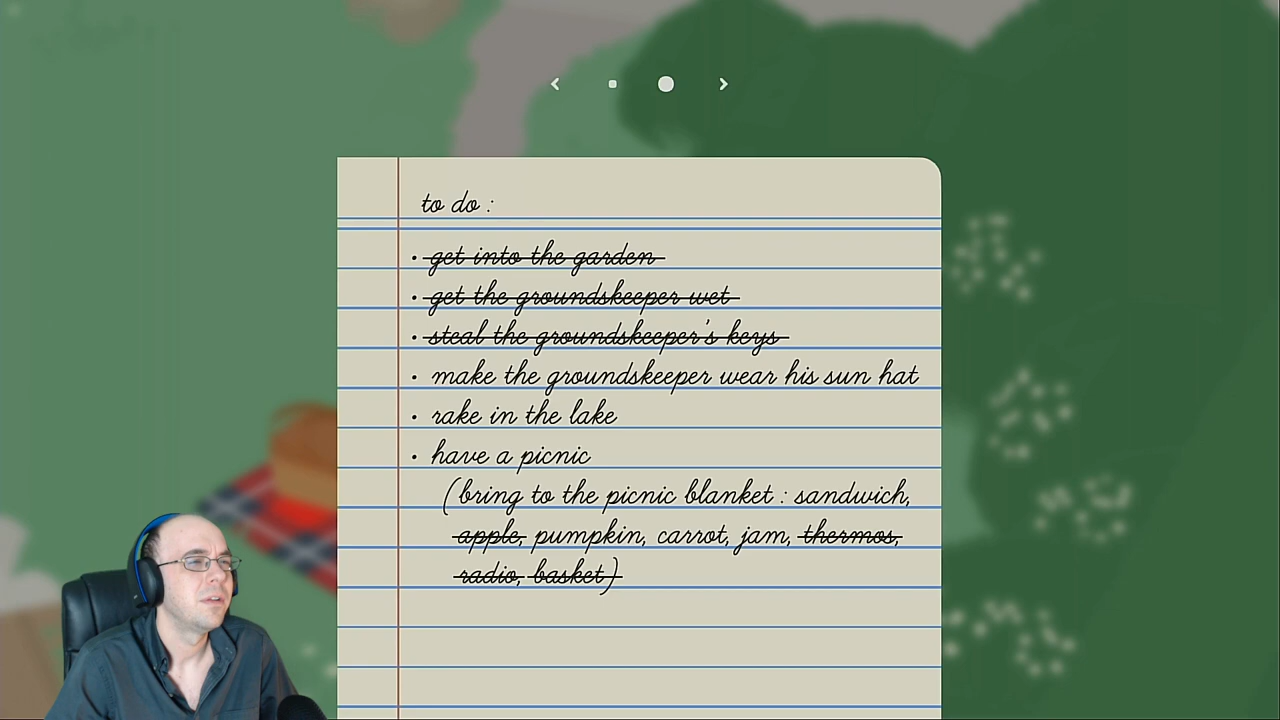 to do :
• get into the garden
• get the groundskeeper wet
• steal the groundskeeper's keys
• make the groundskeeper wear his sun hat
• rake in the lake
• have a picnic
(bring to the picnic blanket : sandwich,
apple, pumpkin, carrot, jam, thermos,
radio, basket)